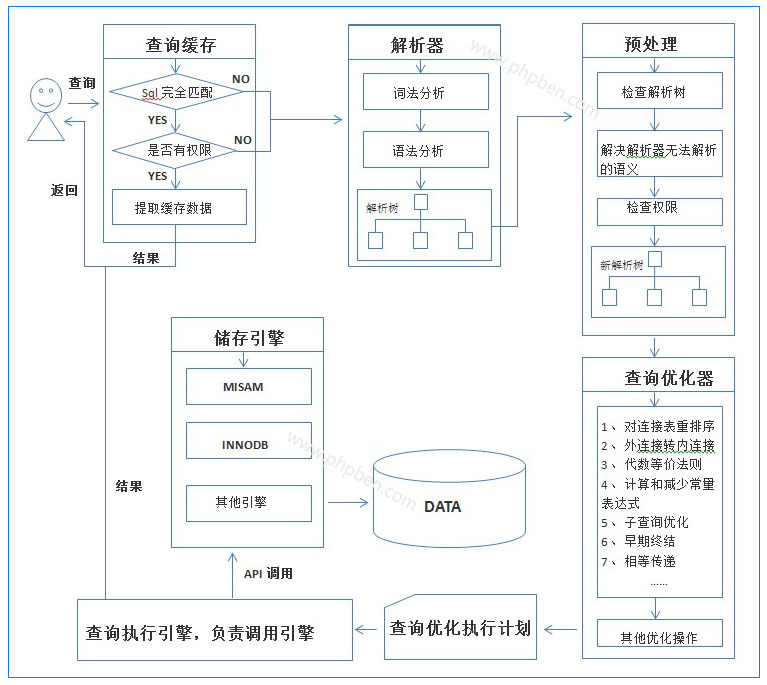 查询缓存
查询
Sql 完全匹配
NO
YES
是否有权限
NO
YES
提取缓存数据
返回
结果
解析器
词法分析
语法分析
解析树
www.phpben.com
预处理
检查解析树
解决解析器无法解析
的语义
检查权限
新解析树
查询优化器
1、 对连接表重排序
2、 外连接转内连接
3、 代数等价法则
4、 计算和减少常量
表达式
5、 子查询优化
6、 早期终结
7、 相等传递
......
其他优化操作
储存引擎
MISAM
INNODB
其他引擎
www.phpben.com
DATA
结果
API 调用
查询执行引擎，负责调用引擎
查询优化执行计划